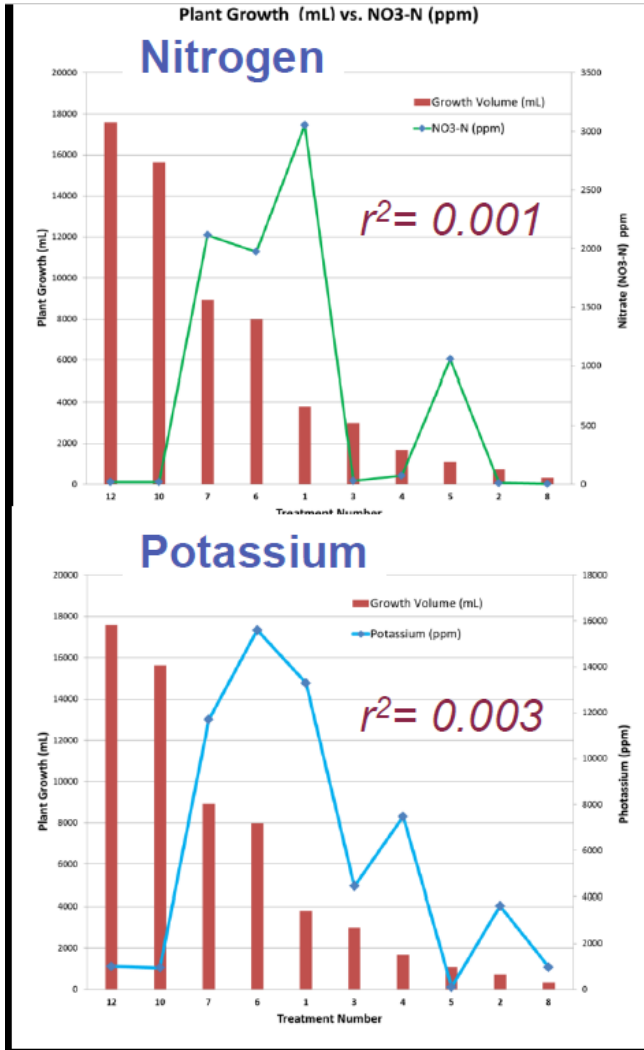 Plant Growth (mL) vs. NO3-N (ppm)
Nitrogen
20000
18000
16000
14000
12000
10000
8000
6000
4000
2000
0
Plant Growth (mL)
Growth Volume (mL)
NO3-N (ppm)
r²= 0.001
3500
3000
2500
2000
1500
1000
500
0
Nitrate (NO3-N) ppm
12 10 7 6 1 3 4 5 2 8
Treatment Number
Potassium
20000
18000
16000
14000
12000
10000
8000
6000
4000
2000
0
Plant Growth (mL)
Growth Volume (mL)
Potassium (ppm)
r²= 0.003
18000
16000
14000
12000
10000
8000
6000
4000
2000
0
Photassium (ppm)
12 10 7 6 1 3 4 5 2 8
Treatment Number